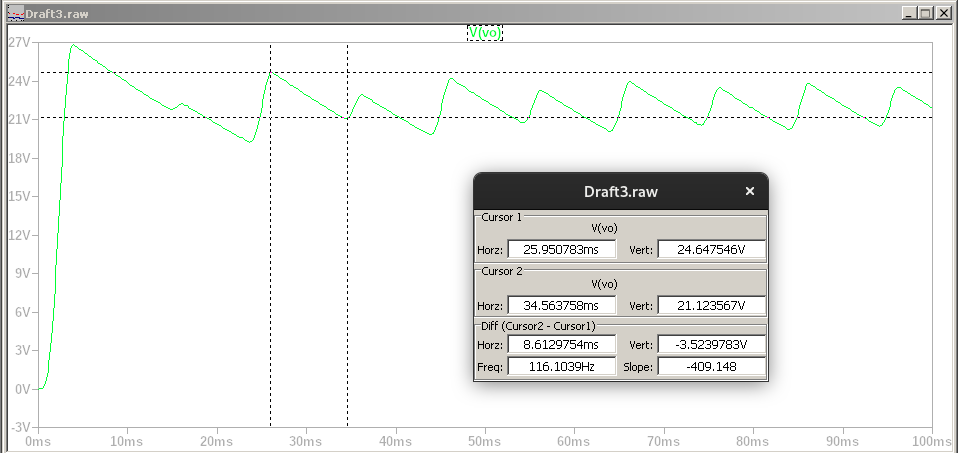 Draft3.raw
V(vo)
27V
24V
21V
18V
15V
12V
9V
6V
3V
0V
-3V
0ms 10ms 20ms 30ms 40ms 50ms 60ms 70ms 80ms 90ms 100ms
Draft3.raw
Cursor 1
V(vo)
Horz: 25.950783ms Vert: 24.647546V
Cursor 2
V(vo)
Horz: 34.563758ms Vert: 21.123567V
Diff (Cursor2 - Cursor1)
Horz: 8.6129754ms Vert: -3.5239783V
Freq: 116.1039Hz Slope: -409.148